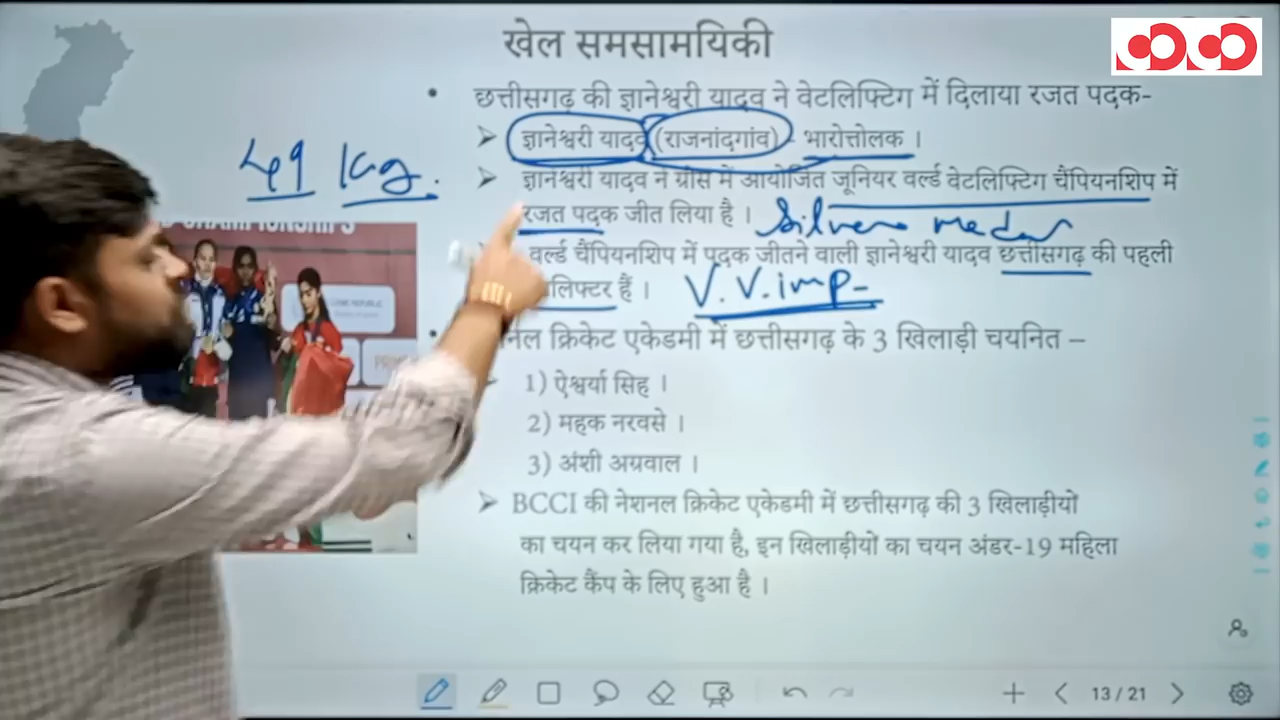 खेल समसामयिकी
छत्तीसगढ़ की ज्ञानेश्वरी यादव ने वेटलिफ्टिग में दिलाया रजत पदक-
ज्ञानेश्वरी यादव (राजनांदगांव) - भारोत्तोलक ।
49 kg.
ज्ञानेश्वरी यादव ने ग्रीस में आयोजित जूनियर वर्ल्ड वेटलिफ्टिग चैंपियनशिप में
रजत पदक जीत लिया है । Silver medal
वर्ल्ड चैंपियनशिप में पदक जीतने वाली ज्ञानेश्वरी यादव छत्तीसगढ़ की पहली
लिफ्टर हैं । V.V.imp-
क्रिकेट एकेडमी में छत्तीसगढ़ के 3 खिलाड़ी चयनित –
1) ऐश्वर्या सिह ।
2) महक नरवसे ।
3) अंशी अग्रवाल ।
BCCI की नेशनल क्रिकेट एकेडमी में छत्तीसगढ़ की 3 खिलाड़ीयो
का चयन कर लिया गया है, इन खिलाड़ीयों का चयन अंडर-19 महिला
क्रिकेट कैंप के लिए हुआ है ।
13 / 21